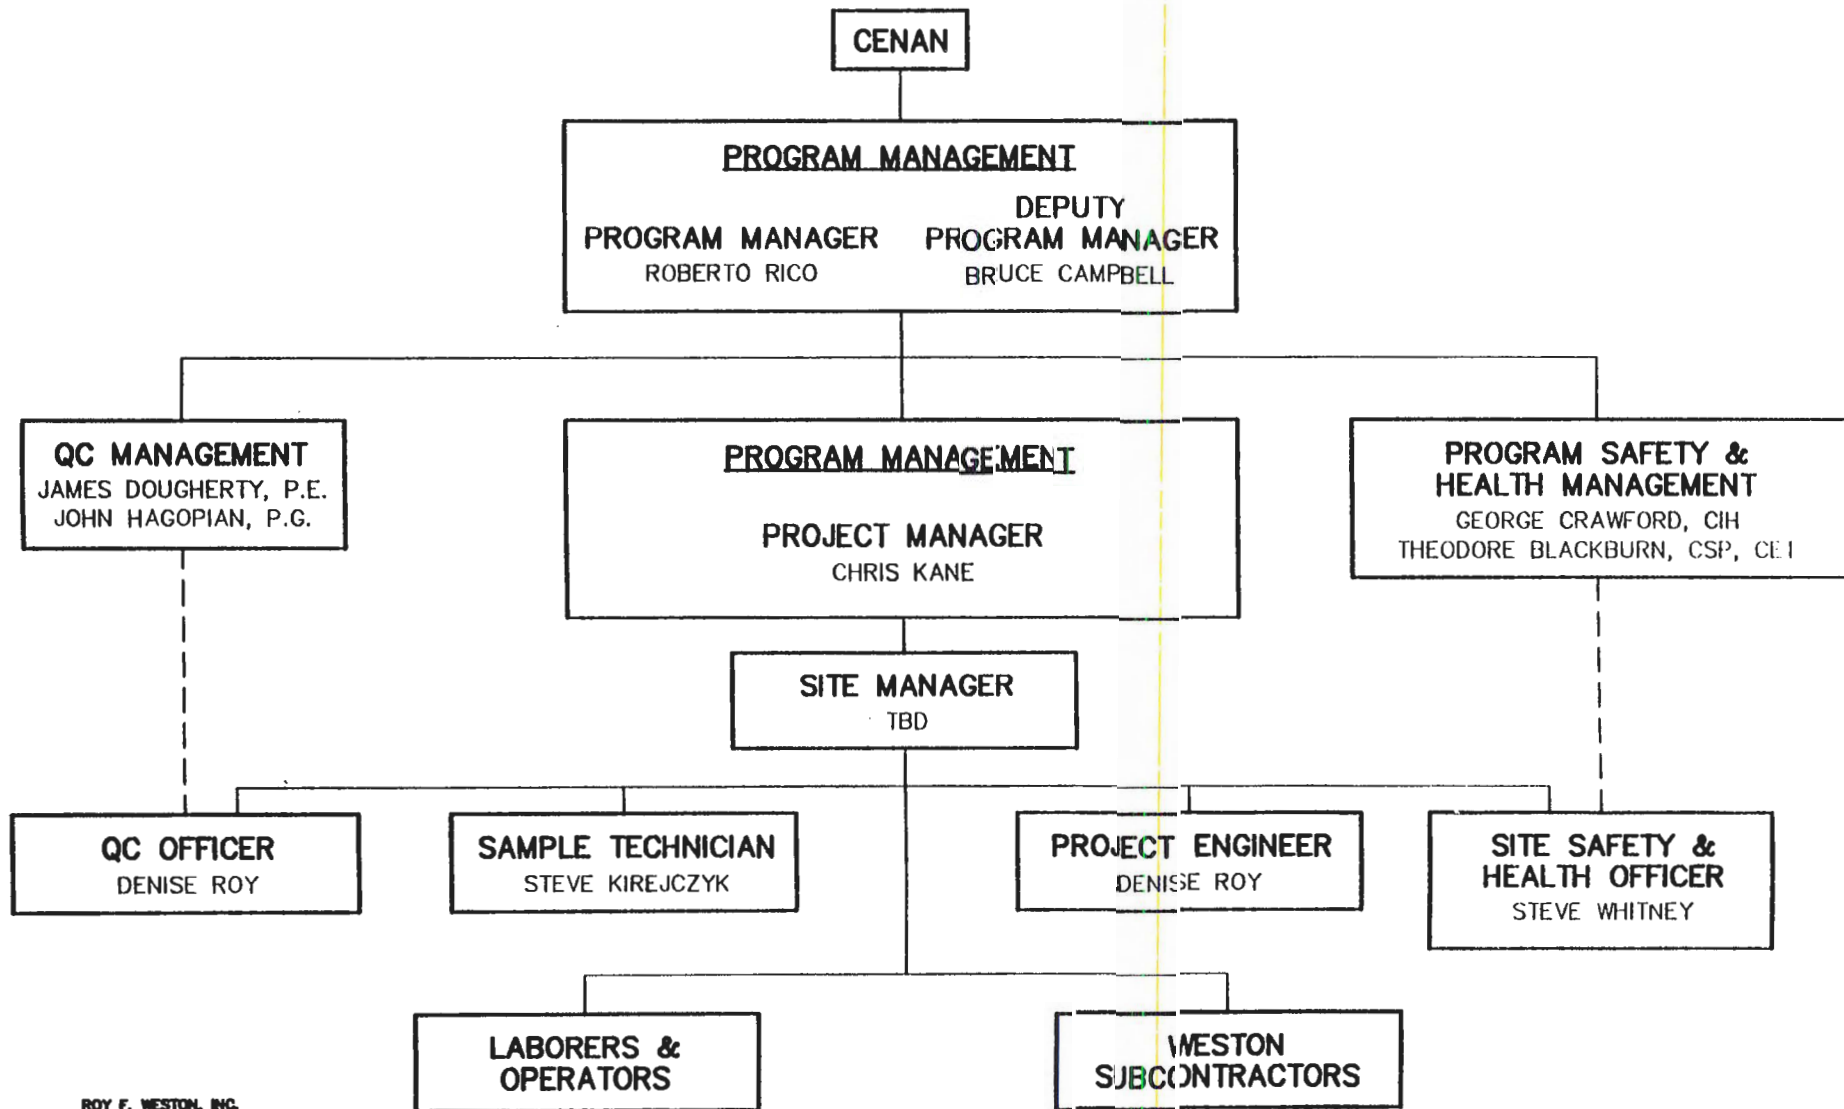 CENAN
PROGRAM MANAGEMENT
PROGRAM MANAGER
ROBERTO RICO
DEPUTY
PROGRAM MANAGER
BRUCE CAMPBELL
QC MANAGEMENT
JAMES DOUGHERTY, P.E.
JOHN HAGOPIAN, P.G.
PROGRAM MANAGEMENT
PROJECT MANAGER
CHRIS KANE
PROGRAM SAFETY &
HEALTH MANAGEMENT
GEORGE CRAWFORD, CIH
THEODORE BLACKBURN, CSP,
SITE MANAGER
TBD
QC OFFICER
DENISE ROY
SAMPLE TECHNICIAN
STEVE KIREJCZYK
PROJECT ENGINEER
DENISE ROY
SITE SAFETY &
HEALTH OFFICER
STEVE WHITNEY
LABORERS &
OPERATORS
WESTON
SUBCONTRACTORS
ROY F. WESTON, INC.